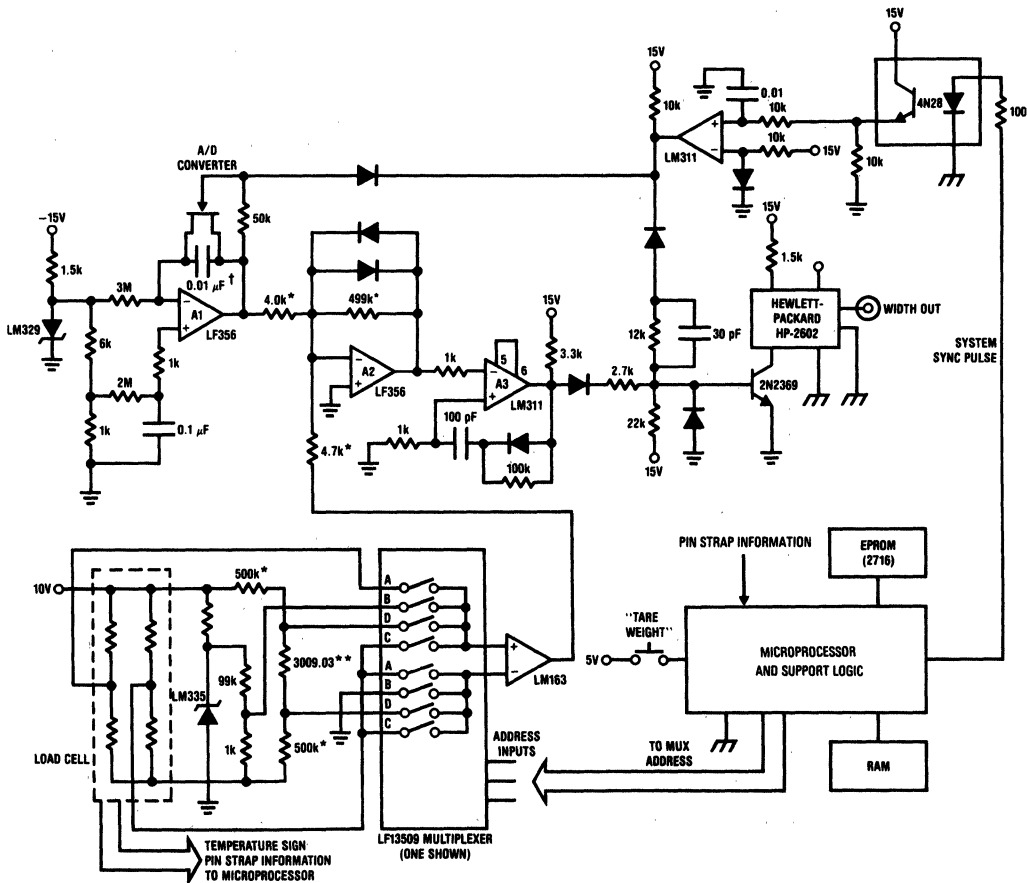 15V
15V
0.01
10k
10k
4N28
100
A/D
CONVERTER
+
−
LM311
10k
15V
10k
−15V
50k
15V
1.5k
1.5k
0.01 µF †
3M
−
A1
+
LF356
4.0k*
499k*
HEWLETT-
PACKARD
HP-2602
WIDTH OUT
LM329
6k
15V
12k
30 pF
SYSTEM
SYNC PULSE
1k
−
A2
+
LF356
1k
5
6
−
A3
+
LM311
3.3k
2.7k
2N2369
2M
1k
0.1 µF
4.7k*
1k
100 pF
100k
22k
15V
PIN STRAP INFORMATION
EPROM
(2716)
10V
500k*
A
B
D
C
"TARE
WEIGHT"
5V
MICROPROCESSOR
AND SUPPORT LOGIC
3009.03**
+
−
LM163
99k
LM335
A
B
D
C
1k
500k*
LOAD CELL
ADDRESS
INPUTS
TO MUX
ADDRESS
RAM
LF13509 MULTIPLEXER
(ONE SHOWN)
TEMPERATURE SIGN
PIN STRAP INFORMATION
TO MICROPROCESSOR